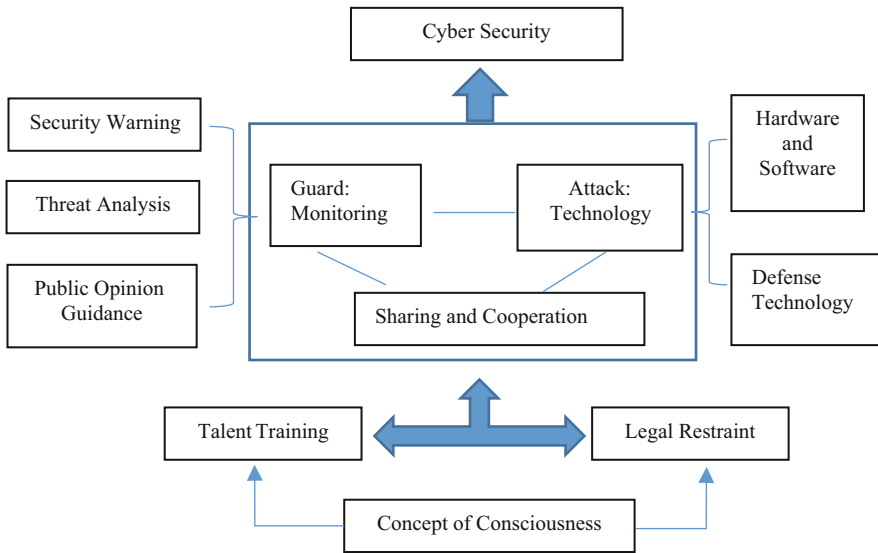 Cyber Security
Security Warning
Threat Analysis
Public Opinion
Guidance
Guard:
Monitoring
Attack:
Technology
Sharing and Cooperation
Hardware
and
Software
Defense
Technology
Talent Training
Legal Restraint
Concept of Consciousness